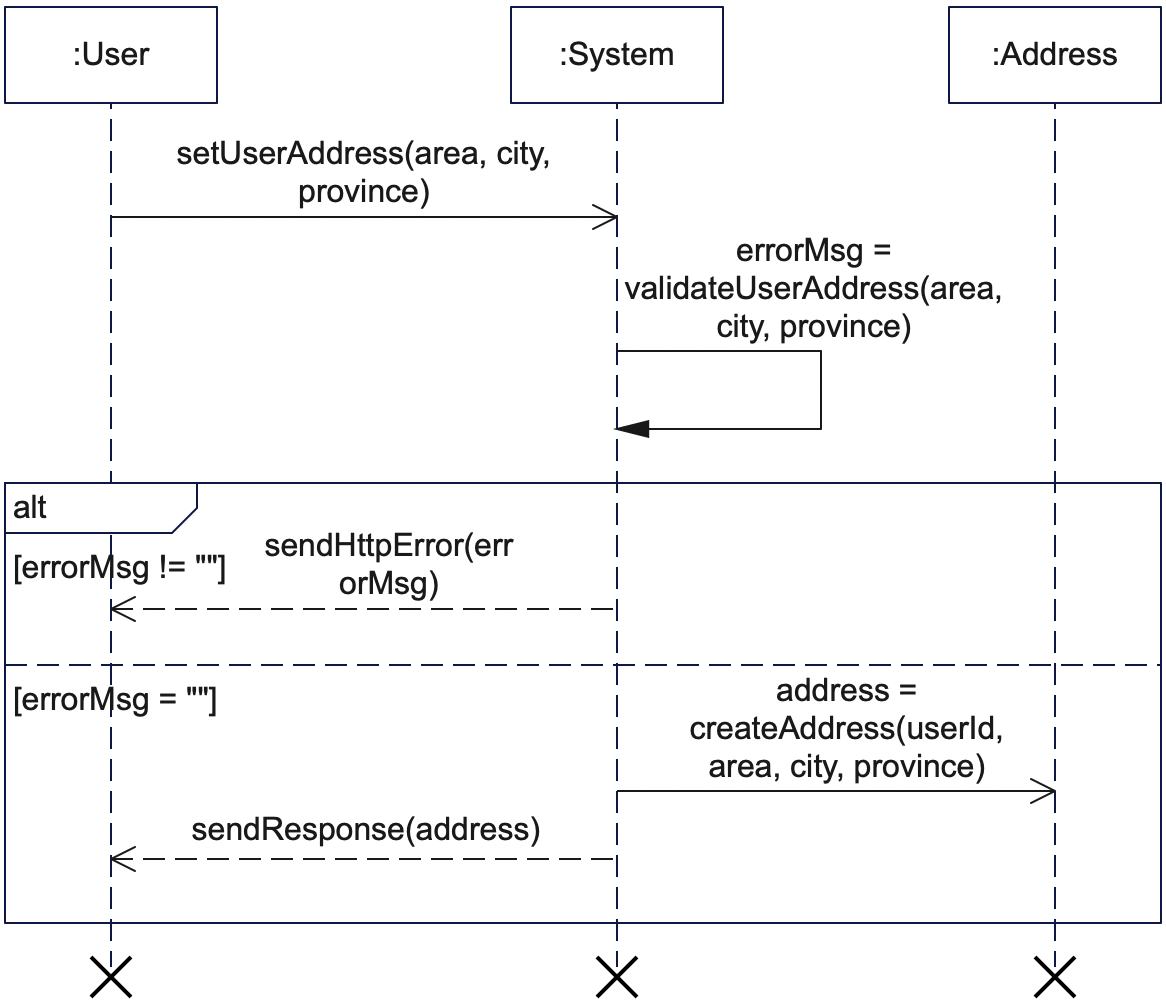 :User
:System
:Address
setUserAddress(area, city,
province)
errorMsg =
validateUserAddress(area,
city, province)
alt
[errorMsg != ""]
sendHttpError(err
orMsg)
[errorMsg = ""]
address =
createAddress(userId,
area, city, province)
sendResponse(address)